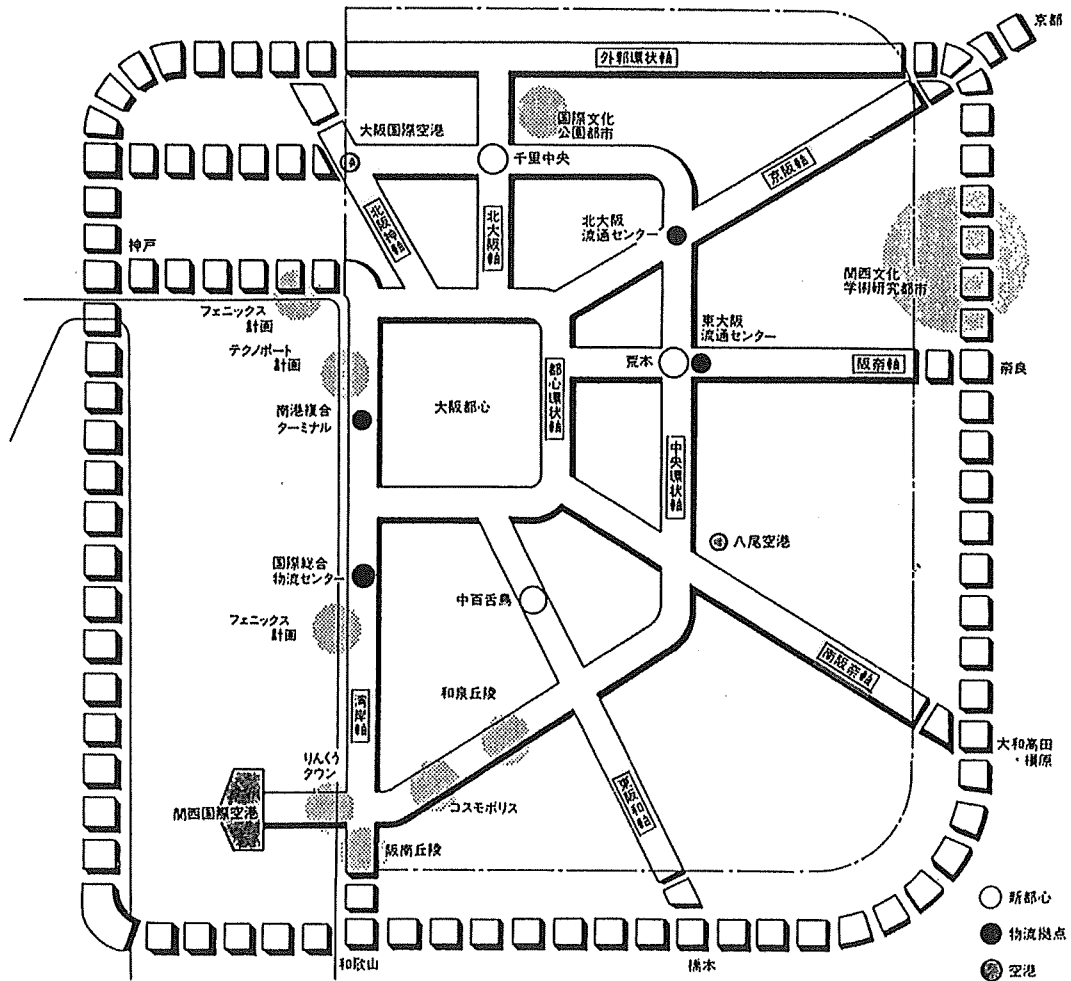 京都
外郭環状軸
大阪国際空港
国際文化
公園都市
千里中央
京阪軸
北阪神軸
北大阪軸
北大阪
流通センター
神戸
関西文化
学術研究都市
フェニックス
計画
東大阪
流通センター
テクノポート
計画
荒本
阪奈軸
奈良
都心環状軸
大阪都心
南港複合
ターミナル
中央環状軸
八尾空港
国際総合
物流センター
中百舌鳥
フェニックス
計画
南阪奈軸
和泉丘陵
湾岸軸
大和高田
・橿原
りんくう
タウン
東阪和軸
関西国際空港
コスモポリス
阪南丘陵
新都心
物流拠点
空港
和歌山
橋本